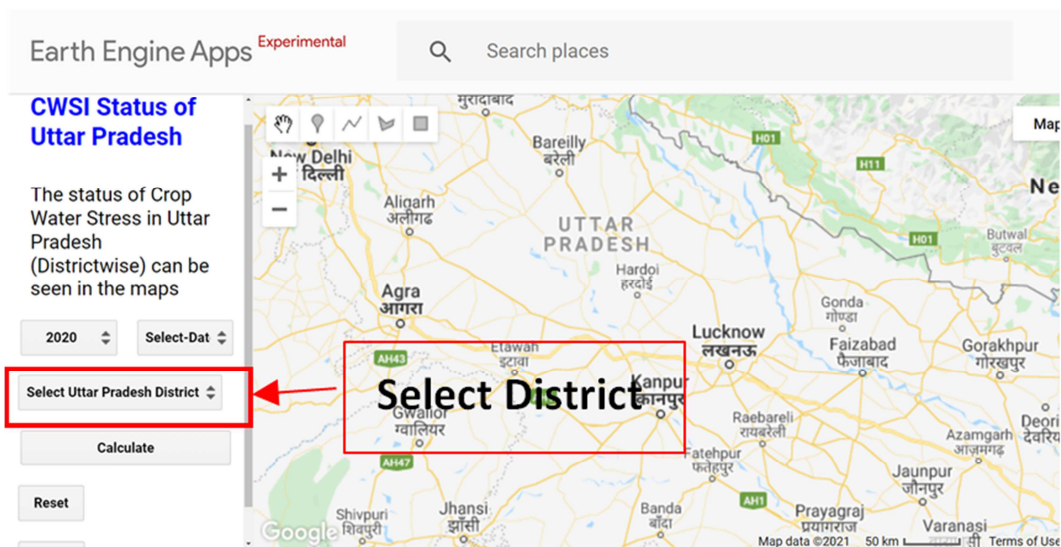 Earth Engine Apps Experimental
Search places
CWSI Status of
Uttar Pradesh
The status of Crop
Water Stress in Uttar
Pradesh
(Districtwise) can be
seen in the maps
2020
Select-Dat
Select Uttar Pradesh District
Calculate
Reset
मुरादाबाद
Map
New Delhi
दिल्ली
+
−
Bareilly
बरेली
H01
H11
Ne
Aligarh
अलीगढ़
UTTAR
PRADESH
H01
Butwal
बुटवल
Hardoi
हरदोई
Agra
आगरा
Gonda
गोण्डा
Lucknow
लखनऊ
Faizabad
फैजाबाद
Gorakhpur
गोरखपुर
AH43
Etawah
इटावा
Select District
Kanpur
कानपुर
Gwalior
ग्वालियर
Raebareli
रायबरेली
Deori
देवरिय
Azamgarh
आज़मगढ़
AH47
Fatehpur
फतेहपुर
Jaunpur
जौनपुर
Shivpuri
शिवपुरी
Jhansi
झाँसी
Banda
बाँदा
AH1
Prayagraj
प्रयागराज
Varanasi
Google
Map data ©2021
50 km
Terms of Us